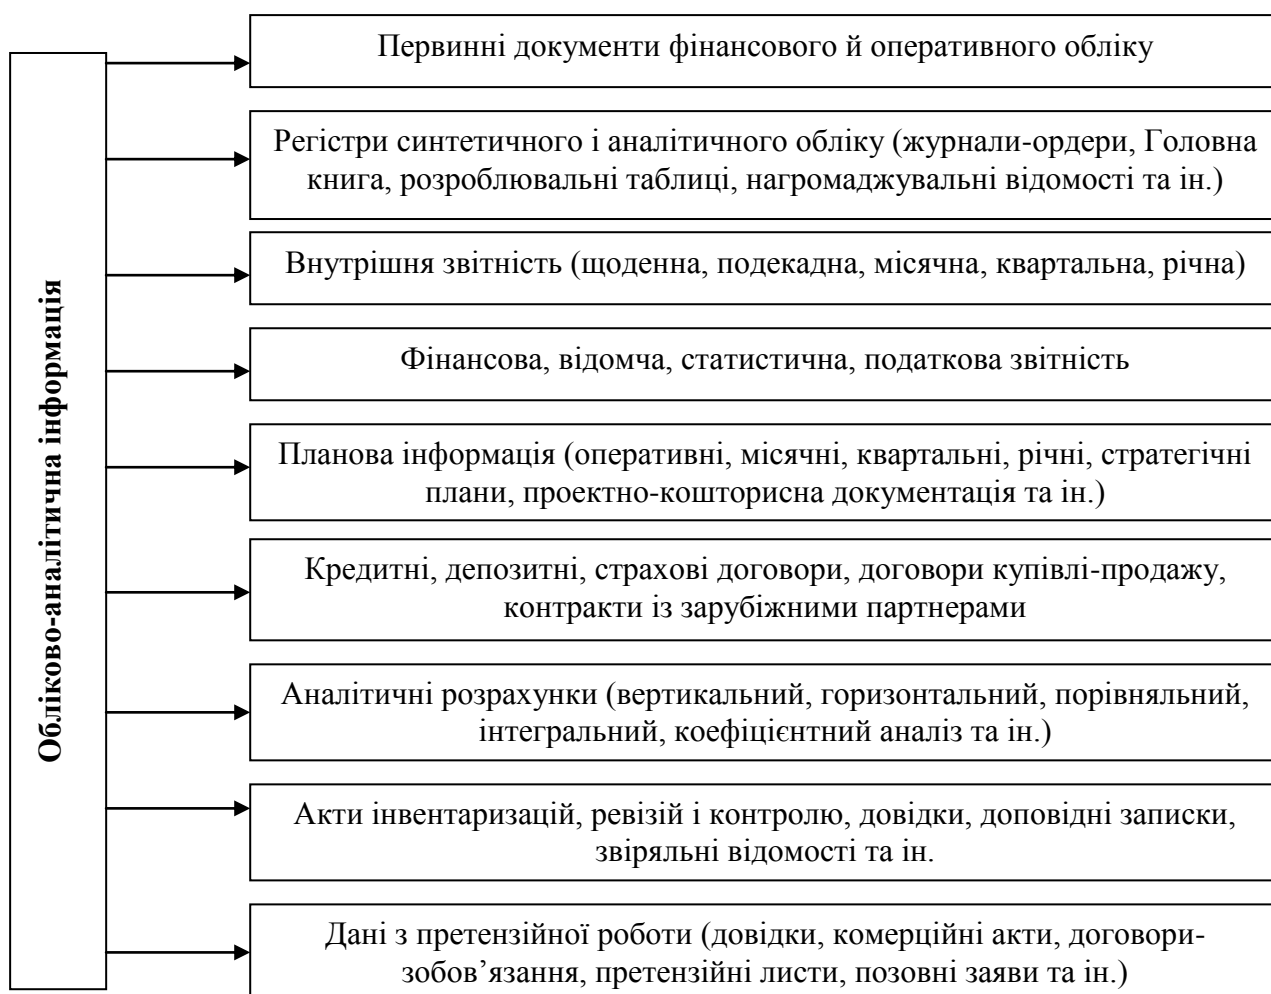 Обліково-аналітична інформація
Первинні документи фінансового й оперативного обліку
Регістри синтетичного і аналітичного обліку (журнали-ордери, Головна
книга, розроблювальні таблиці, нагромаджувальні відомості та ін.)
Внутрішня звітність (щоденна, подекадна, місячна, квартальна, річна)
Фінансова, відомча, статистична, податкова звітність
Планова інформація (оперативні, місячні, квартальні, річні, стратегічні
плани, проектно-кошторисна документація та ін.)
Кредитні, депозитні, страхові договори, договори купівлі-продажу,
контракти із зарубіжними партнерами
Аналітичні розрахунки (вертикальний, горизонтальний, порівняльний,
інтегральний, коефіцієнтний аналіз та ін.)
Акти інвентаризацій, ревізій і контролю, довідки, доповідні записки,
звіряльні відомості та ін.
Дані з претензійної роботи (довідки, комерційні акти, договори-
зобов’язання, претензійні листи, позовні заяви та ін.)